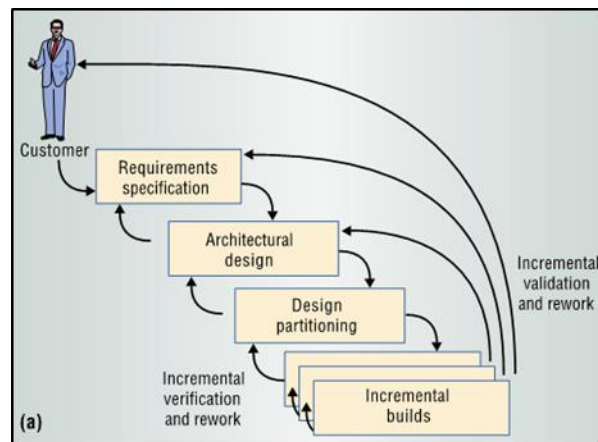 Customer
Requirements
specification
Architectural
design
Design
partitioning
Incremental
validation
and rework
Incremental
verification
and rework
Incremental
builds
(a)